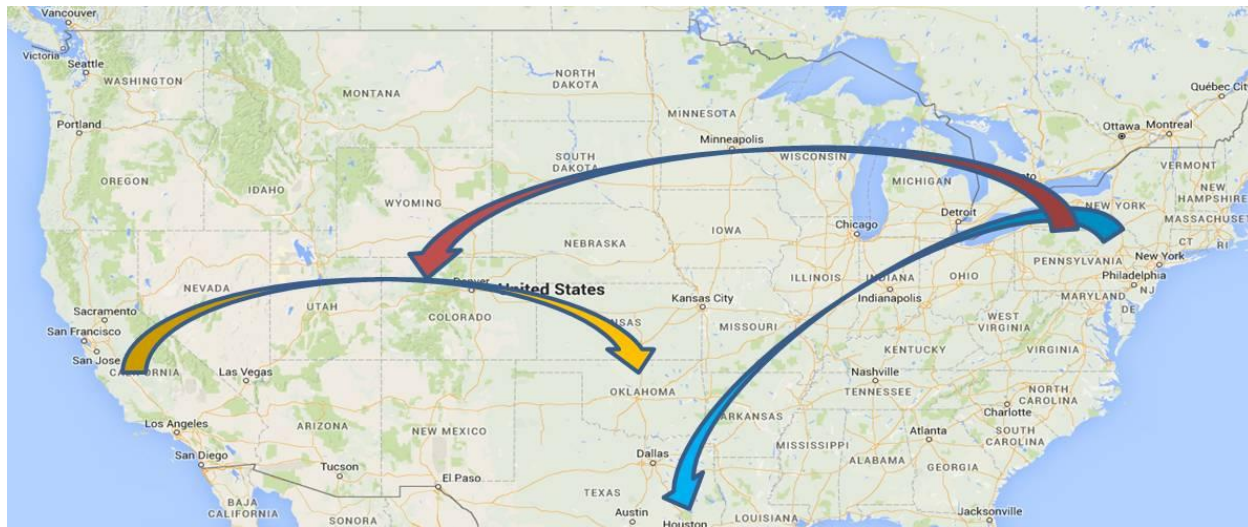 Vancouver
Victoria
Seattle
WASHINGTON
Portland
OREGON
IDAHO
MONTANA
NORTH
DAKOTA
SOUTH
DAKOTA
WYOMING
NEBRASKA
MINNESOTA
Minneapolis
WISCONSIN
MICHIGAN
IOWA
Chicago
Detroit
Ottawa
Montreal
Québec City
VERMONT
NEW
HAMPSHIRE
MASSACHUSET
CT
RI
NEW YORK
New York
PENNSYLVANIA
Philadelphia
NJ
MARYLAND
DE
OHIO
INDIANA
Indianapolis
ILLINOIS
WEST
VIRGINIA
VIRGINIA
KENTUCKY
Nashville
TENNESSEE
NORTH
CAROLINA
Charlotte
SOUTH
CAROLINA
Atlanta
GEORGIA
ALABAMA
MISSISSIPPI
Jacksonville
LOUISIANA
ARKANSAS
MISSOURI
Kansas City
United States
Denver
COLORADO
UTAH
NEVADA
Sacramento
San Francisco
San Jose
CALIFORNIA
Las Vegas
Los Angeles
San Diego
ARIZONA
Tucson
NEW MEXICO
El Paso
OKLAHOMA
Dallas
TEXAS
Austin
Houston
BAJA
CALIFORNIA
SONORA